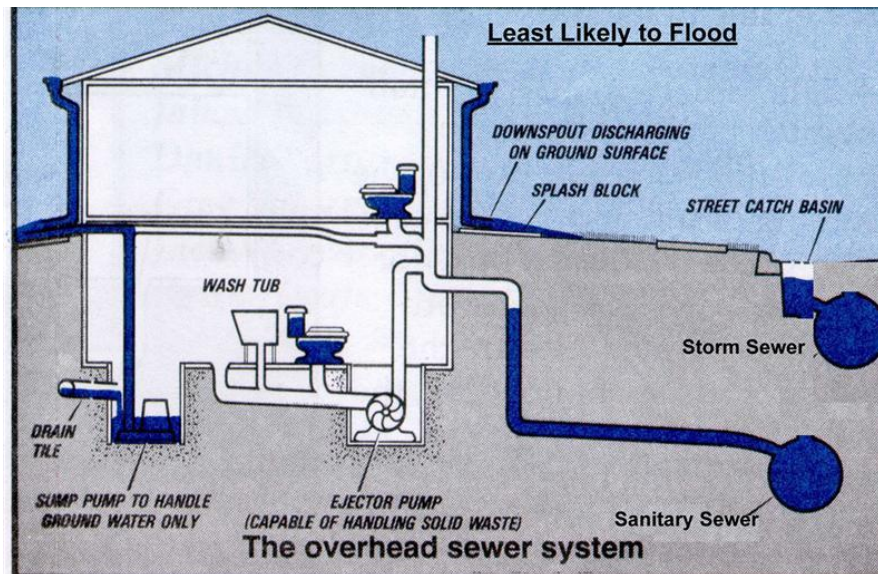 Least Likely to Flood
DOWNSPOUT DISCHARGING
ON GROUND SURFACE
SPLASH BLOCK
STREET CATCH BASIN
WASH TUB
Storm Sewer
DRAIN
TILE
SUMP PUMP TO HANDLE
GROUND WATER ONLY
EJECTOR PUMP
(CAPABLE OF HANDLING SOLID WASTE)
Sanitary Sewer
The overhead sewer system